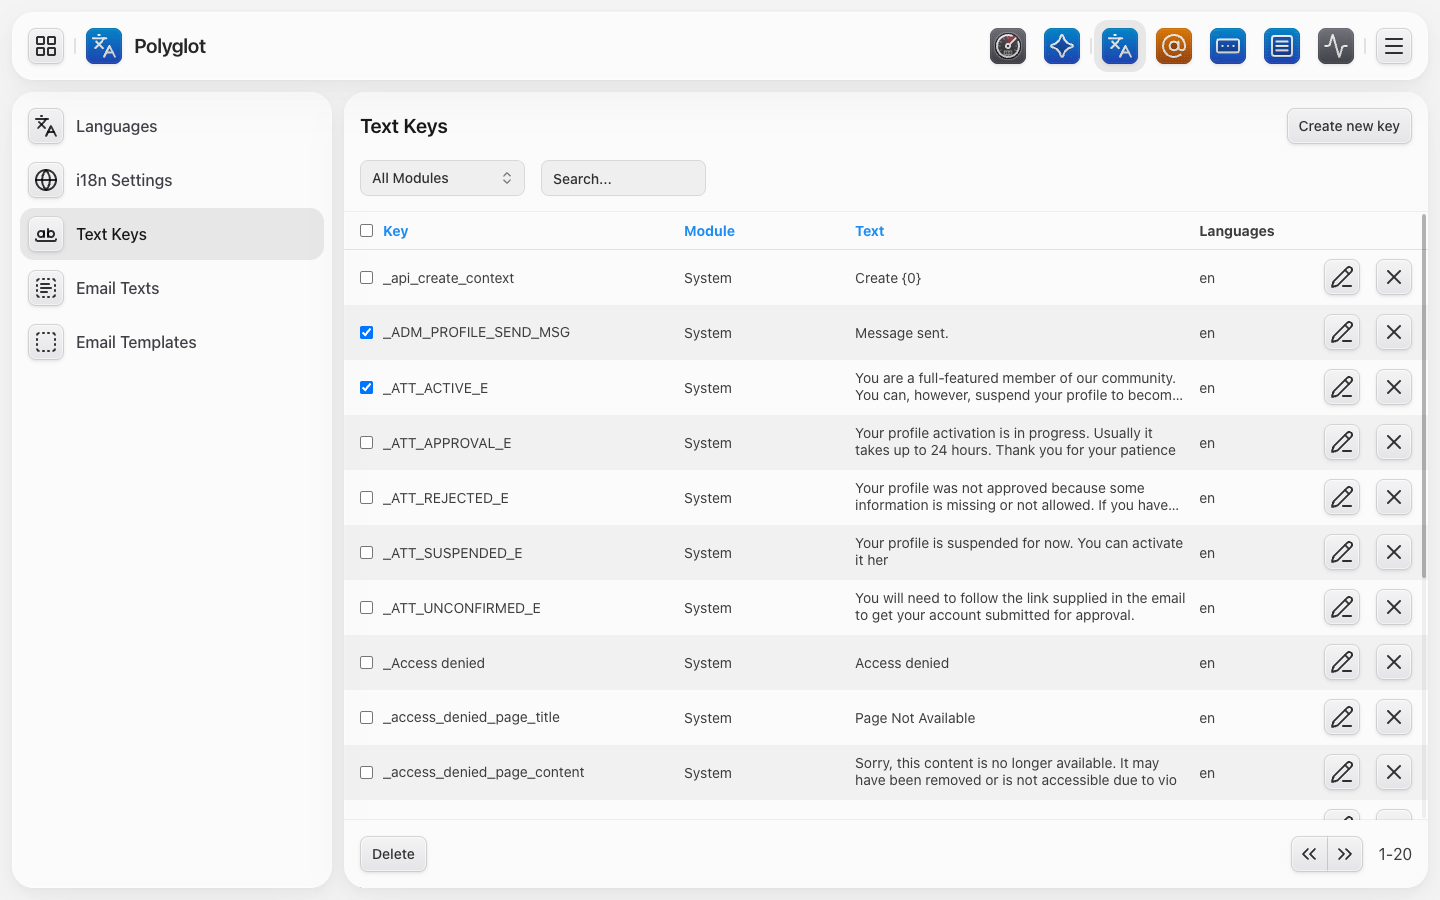 Polyglot
Languages
i18n Settings
Text Keys
Email Texts
Email Templates
Text Keys
Create new key
All Modules
Search...
Key Module Text Languages
_api_create_context System Create {0} en
_ADM_PROFILE_SEND_MSG System Message sent. en
_ATT_ACTIVE_E System You are a full-featured member of our community.
You can, however, suspend your profile to becom... en
_ATT_APPROVAL_E System Your profile activation is in progress. Usually it
takes up to 24 hours. Thank you for your patience en
_ATT_REJECTED_E System Your profile was not approved because some
information is missing or not allowed. If you have... en
_ATT_SUSPENDED_E System Your profile is suspended for now. You can activate
it her en
_ATT_UNCONFIRMED_E System You will need to follow the link supplied in the email
to get your account submitted for approval. en
_Access denied System Access denied en
_access_denied_page_title System Page Not Available en
_access_denied_page_content System Sorry, this content is no longer available. It may
have been removed or is not accessible due to vio en
Delete
1-20